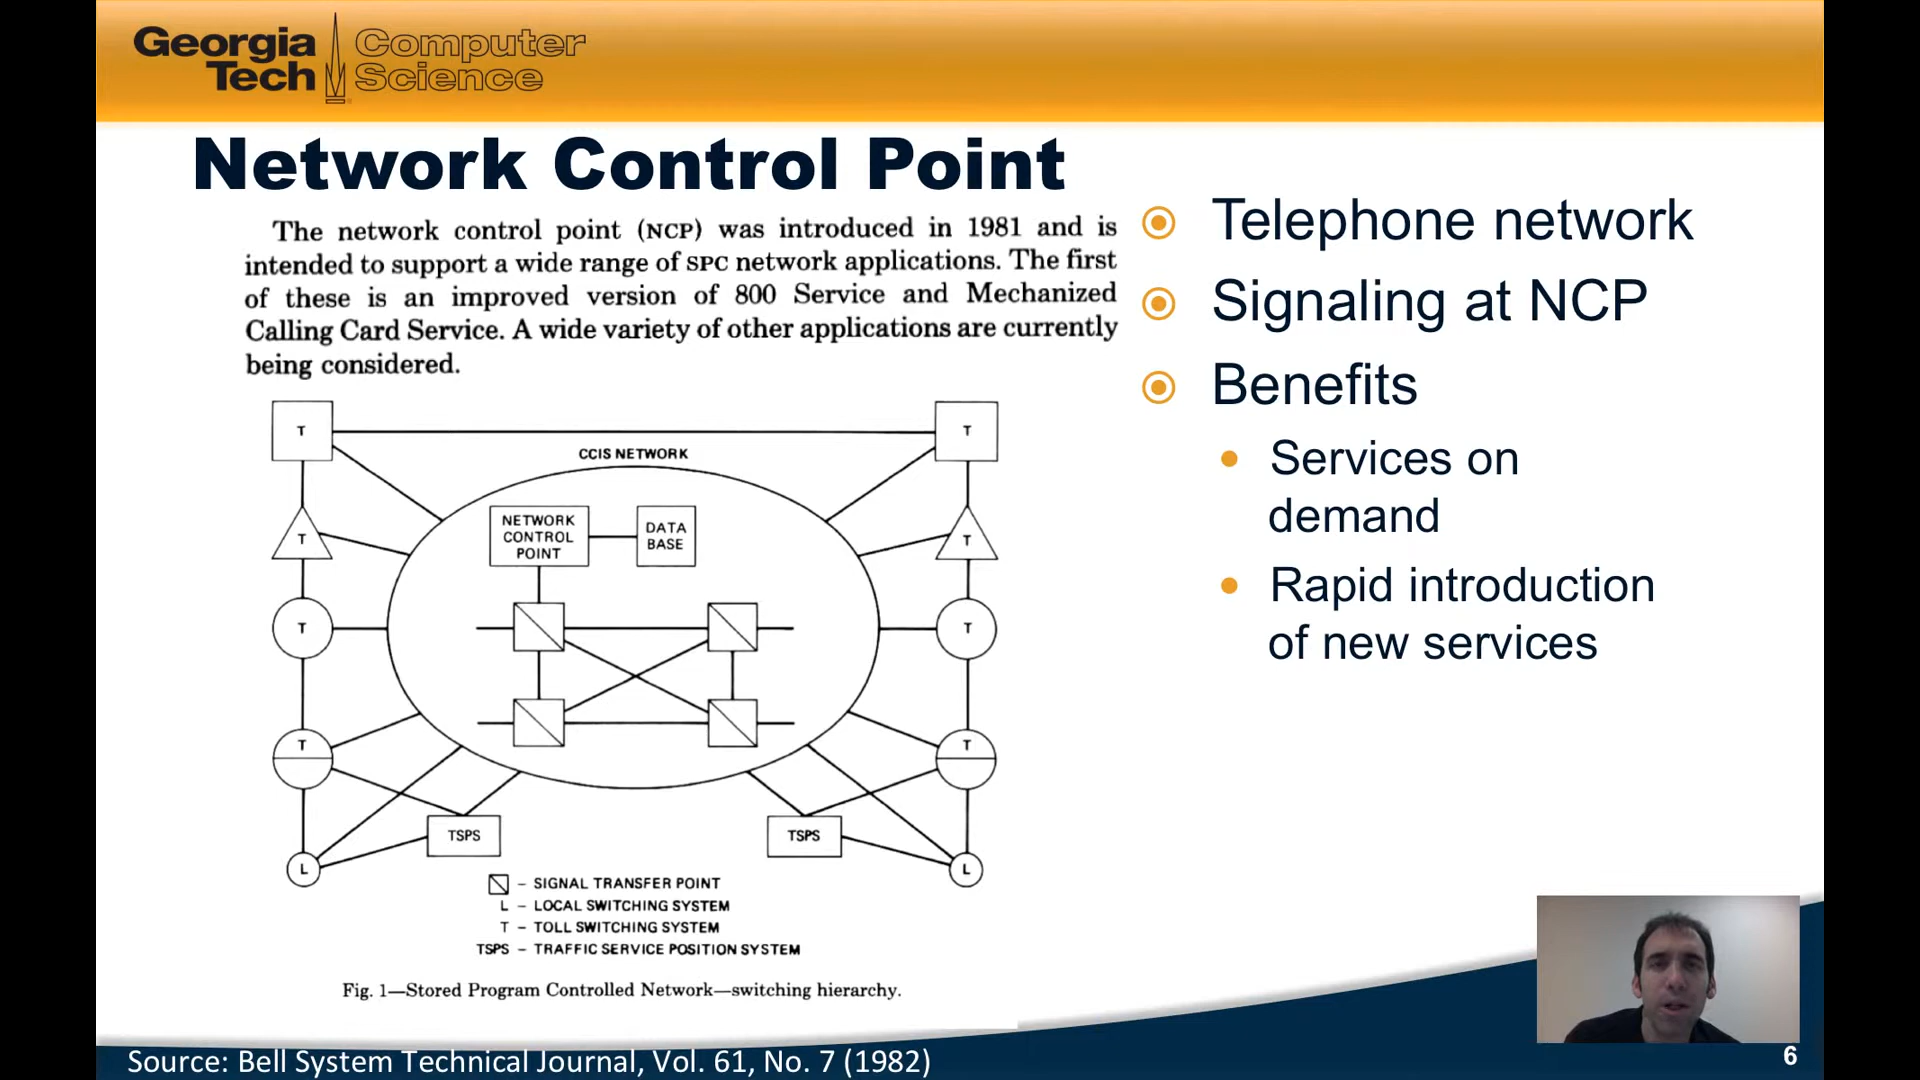 Georgia Tech
Computer Science
Network Control Point
The network control point (NCP) was introduced in 1981 and is
intended to support a wide range of SPC network applications. The first
of these is an improved version of 800 Service and Mechanized
Calling Card Service. A wide variety of other applications are currently
being considered.
Telephone network
Signaling at NCP
Benefits
Services on
demand
Rapid introduction
of new services
T
T
CCIS NETWORK
NETWORK
CONTROL
POINT
DATA
BASE
T
T
T
T
T
T
TSPS
TSPS
L
L
- SIGNAL TRANSFER POINT
L - LOCAL SWITCHING SYSTEM
T - TOLL SWITCHING SYSTEM
TSPS - TRAFFIC SERVICE POSITION SYSTEM
Fig. 1—Stored Program Controlled Network—switching hierarchy.
Source: Bell System Technical Journal, Vol. 61, No. 7 (1982)
6